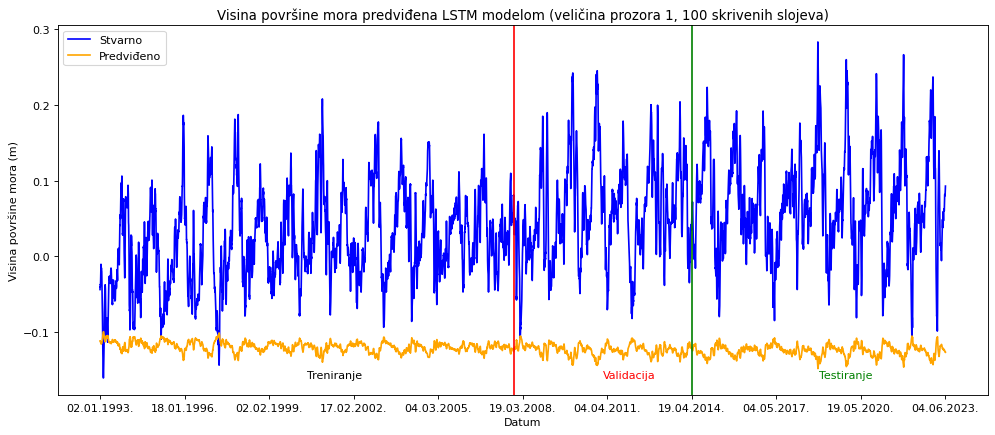 Visina površine mora predviđena LSTM modelom (veličina prozora 1, 100 skrivenih slojeva)
Stvarno
Predviđeno
Visina površine mora (m)
0.3
0.2
0.1
0.0
−0.1
Treniranje
Validacija
Testiranje
02.01.1993. 18.01.1996. 02.02.1999. 17.02.2002. 04.03.2005. 19.03.2008. 04.04.2011. 19.04.2014. 04.05.2017. 19.05.2020. 04.06.2023.
Datum